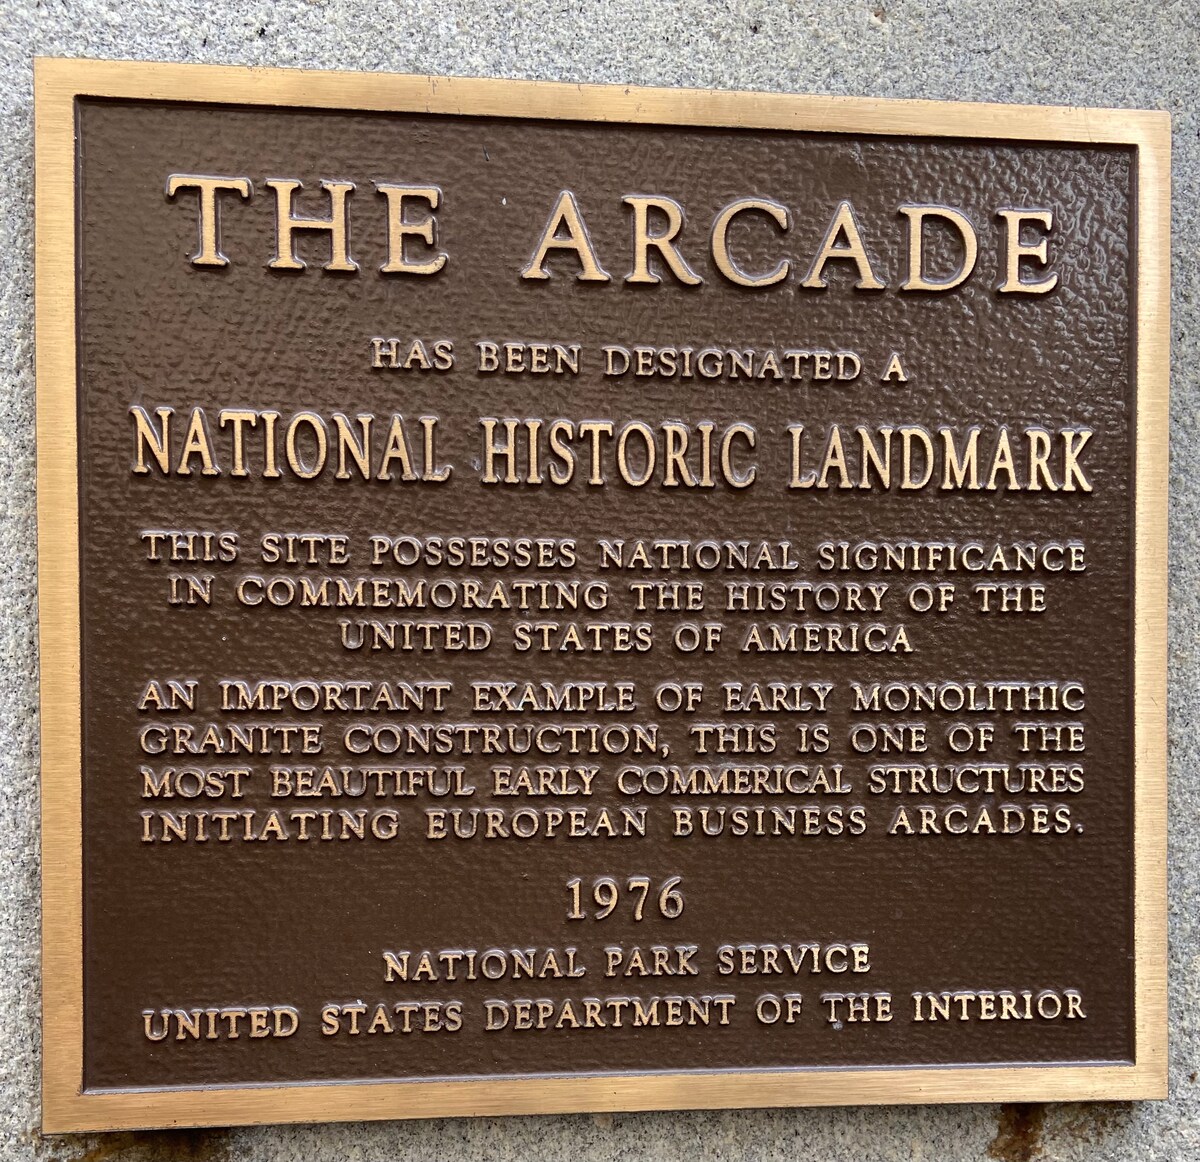 THE ARCADE
HAS BEEN DESIGNATED A
NATIONAL HISTORIC LANDMARK
THIS SITE POSSESSES NATIONAL SIGNIFICANCE
IN COMMEMORATING THE HISTORY OF THE
UNITED STATES OF AMERICA
AN IMPORTANT EXAMPLE OF EARLY MONOLITHIC
GRANITE CONSTRUCTION, THIS IS ONE OF THE
MOST BEAUTIFUL EARLY COMMERICAL STRUCTURES
INITIATING EUROPEAN BUSINESS ARCADES.
1976
NATIONAL PARK SERVICE
UNITED STATES DEPARTMENT OF THE INTERIOR